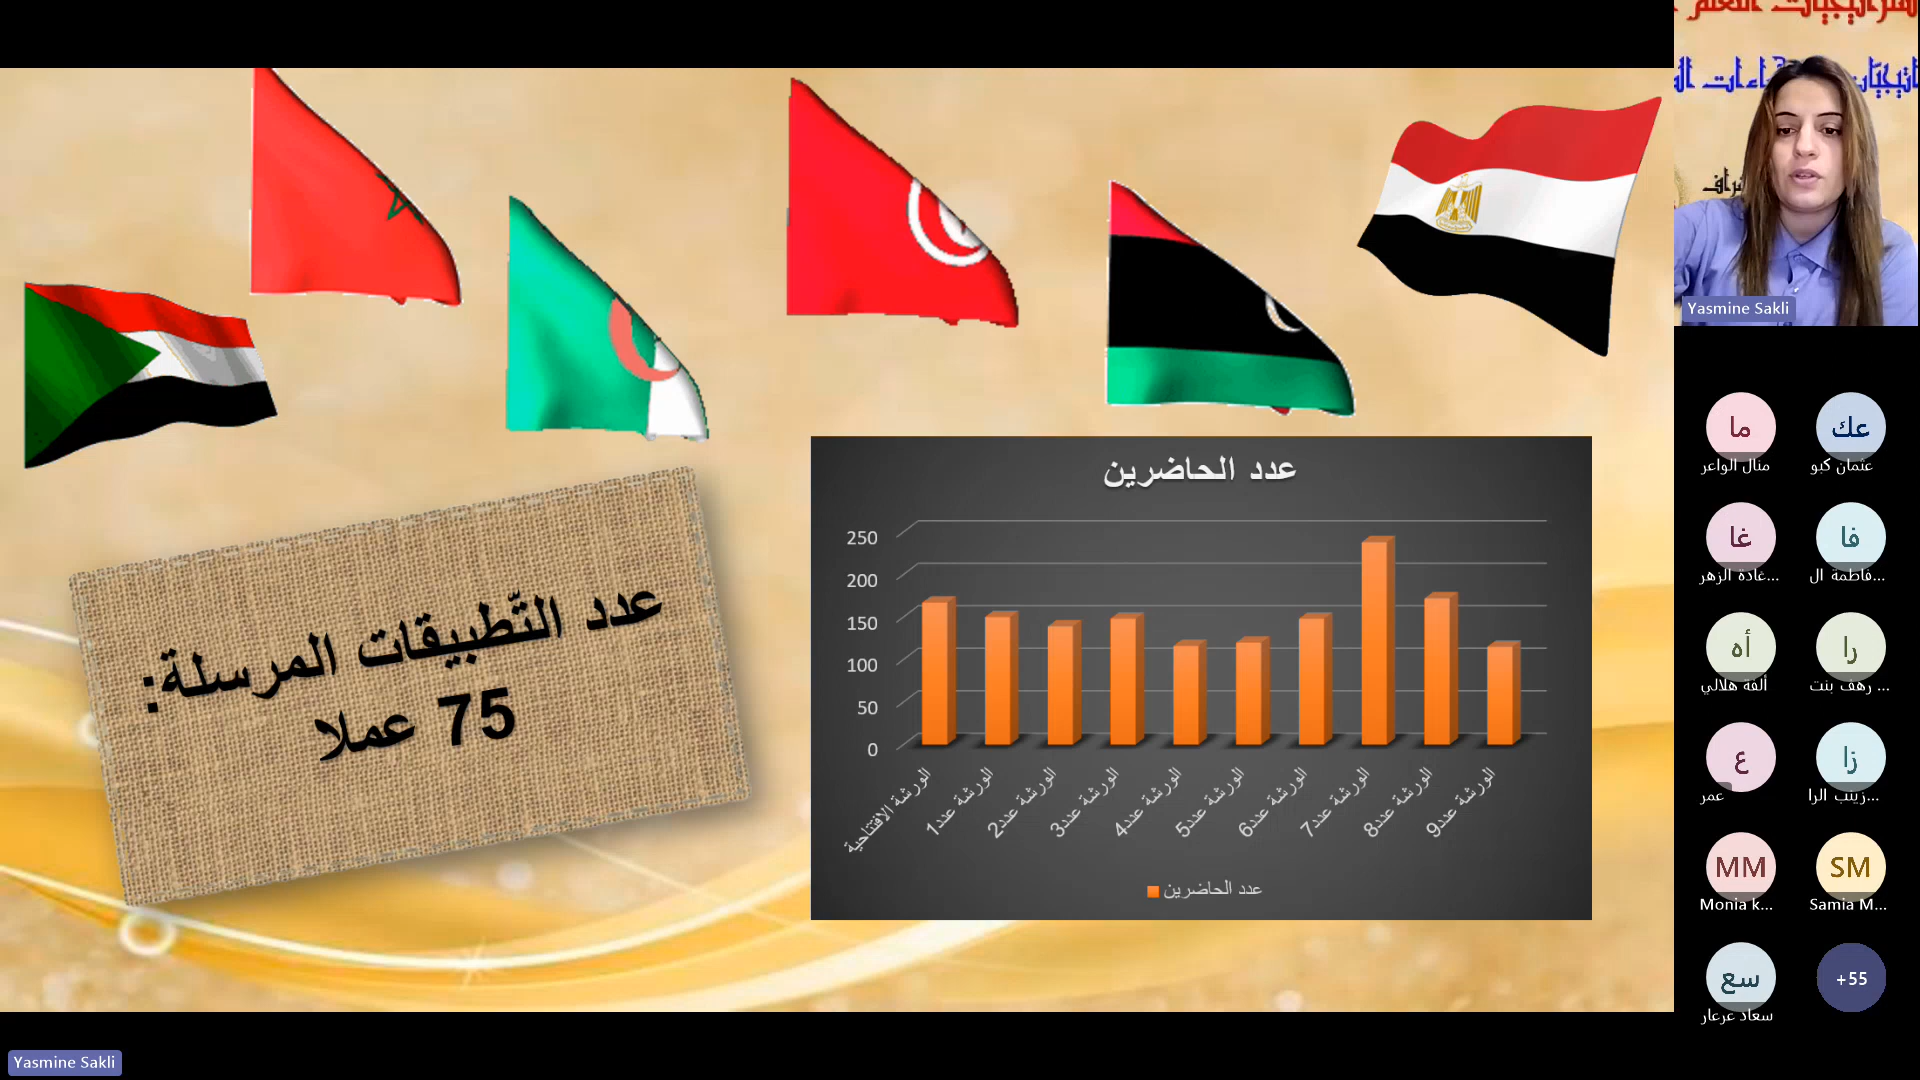 عدد التّطبيقات المرسلة:
75 عملا
عدد الحاضرين
250
200
150
100
50
0
الورشة الافتتاحية
الورشة عدد1
الورشة عدد2
الورشة عدد3
الورشة عدد4
الورشة عدد5
الورشة عدد6
الورشة عدد7
الورشة عدد8
الورشة عدد9
عدد الحاضرين
Yasmine Sakli
ما
منال الواعر
عك
عثمان كبو
غا
غادة الزهر...
فا
فاطمة ال...
أه
ألفة هلالي
را
رهف بنت ...
ع
عمر
زا
زينب الرا...
MM
Monia k...
SM
Samia M...
سع
سعاد عرعار
+55
Yasmine Sakli